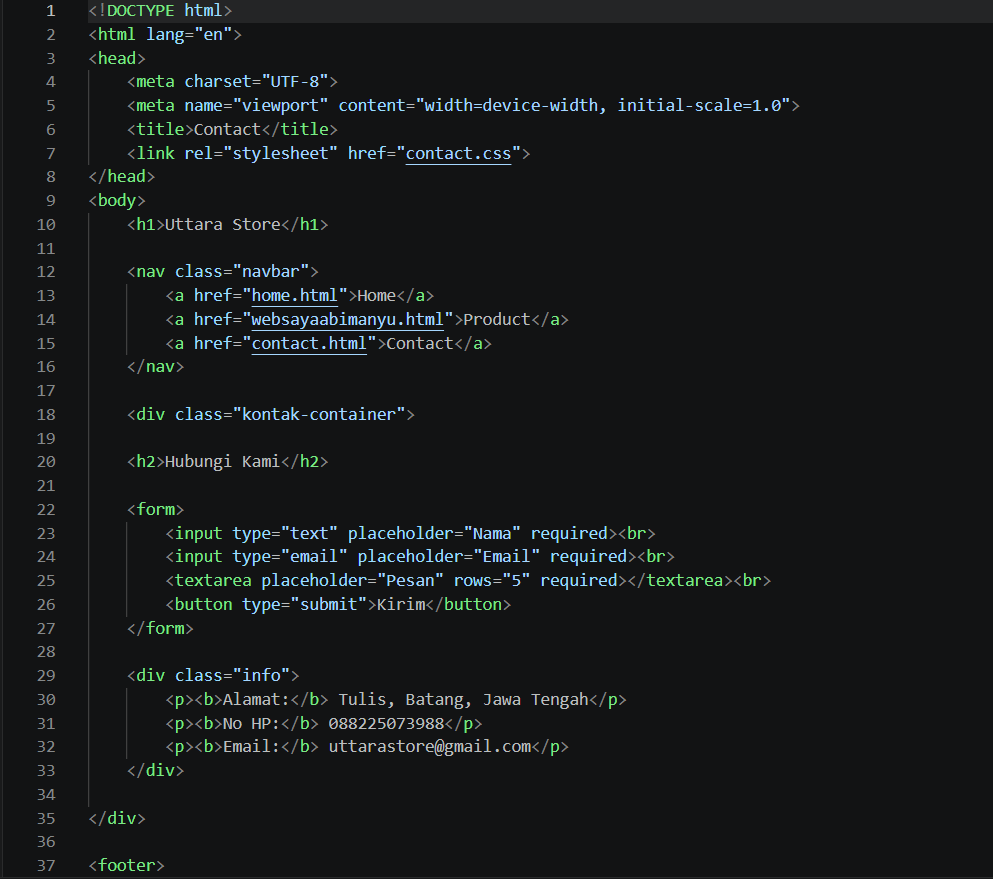 1 <!DOCTYPE html>
2 <html lang="en">
3 <head>
4     <meta charset="UTF-8">
5     <meta name="viewport" content="width=device-width, initial-scale=1.0">
6     <title>Contact</title>
7     <link rel="stylesheet" href="contact.css">
8 </head>
9 <body>
10     <h1>Uttara Store</h1>
11
12     <nav class="navbar">
13         <a href="home.html">Home</a>
14         <a href="websayaabimanyu.html">Product</a>
15         <a href="contact.html">Contact</a>
16     </nav>
17
18     <div class="kontak-container">
19
20     <h2>Hubungi Kami</h2>
21
22     <form>
23         <input type="text" placeholder="Nama" required><br>
24         <input type="email" placeholder="Email" required><br>
25         <textarea placeholder="Pesan" rows="5" required></textarea><br>
26         <button type="submit">Kirim</button>
27     </form>
28
29     <div class="info">
30         <p><b>Alamat:</b> Tulis, Batang, Jawa Tengah</p>
31         <p><b>No HP:</b> 088225073988</p>
32         <p><b>Email:</b> uttarastore@gmail.com</p>
33     </div>
34
35 </div>
36
37 <footer>